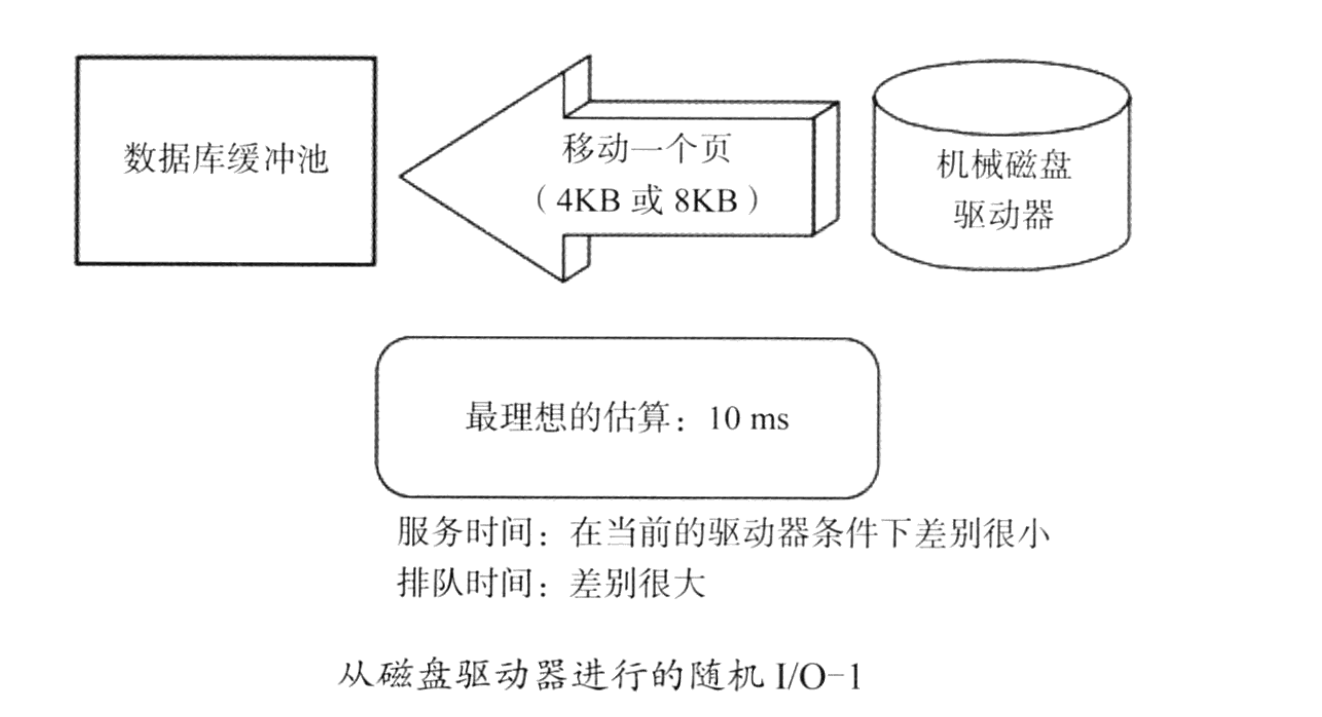 数据库缓冲池
移动一个页
（4KB 或 8KB）
机械磁盘
驱动器
最理想的估算：10 ms
服务时间：在当前的驱动器条件下差别很小
排队时间：差别很大
从磁盘驱动器进行的随机 I/O-1